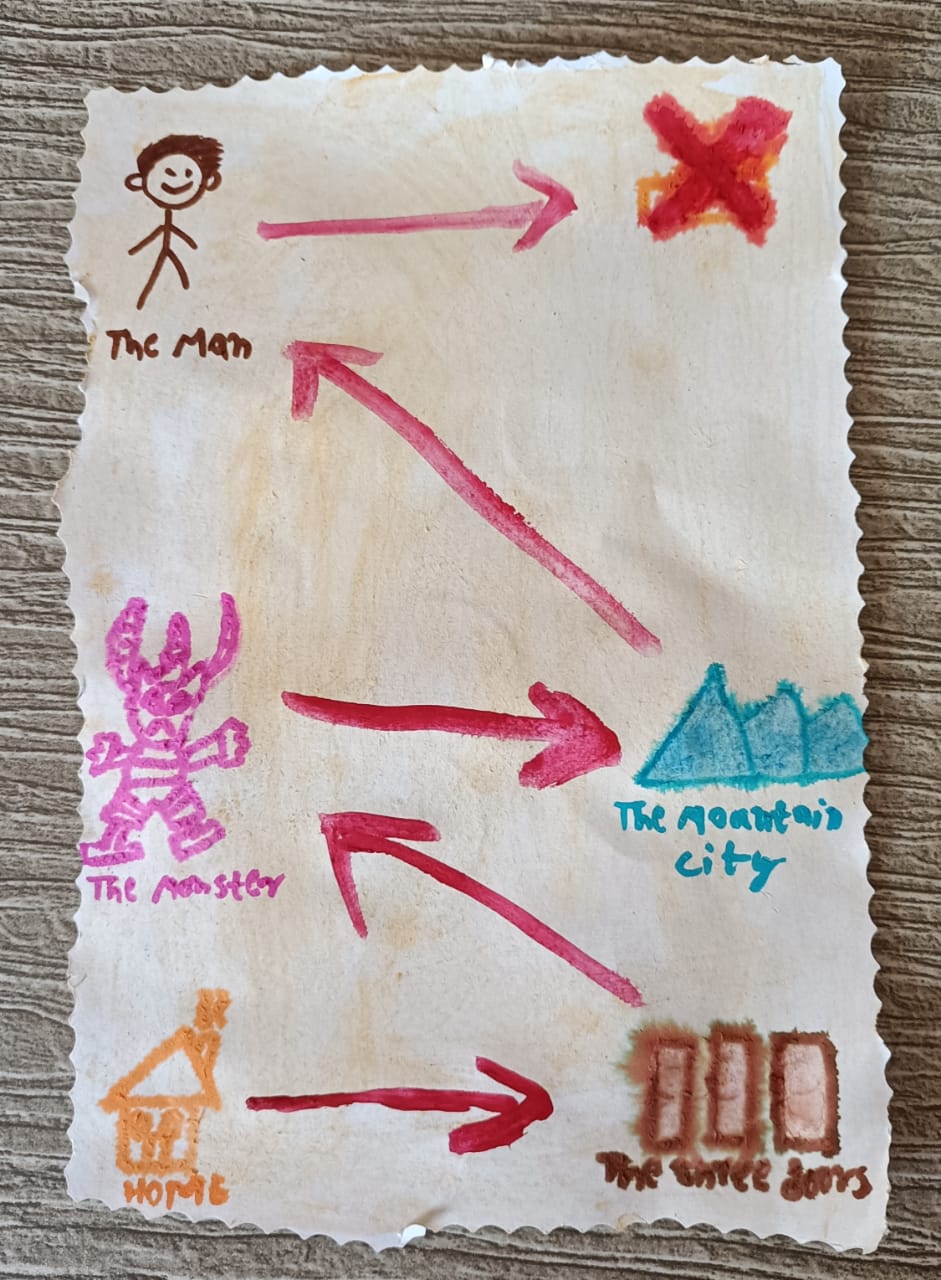 The Man
The Mountain
city
The Monster
The three doors
HOME